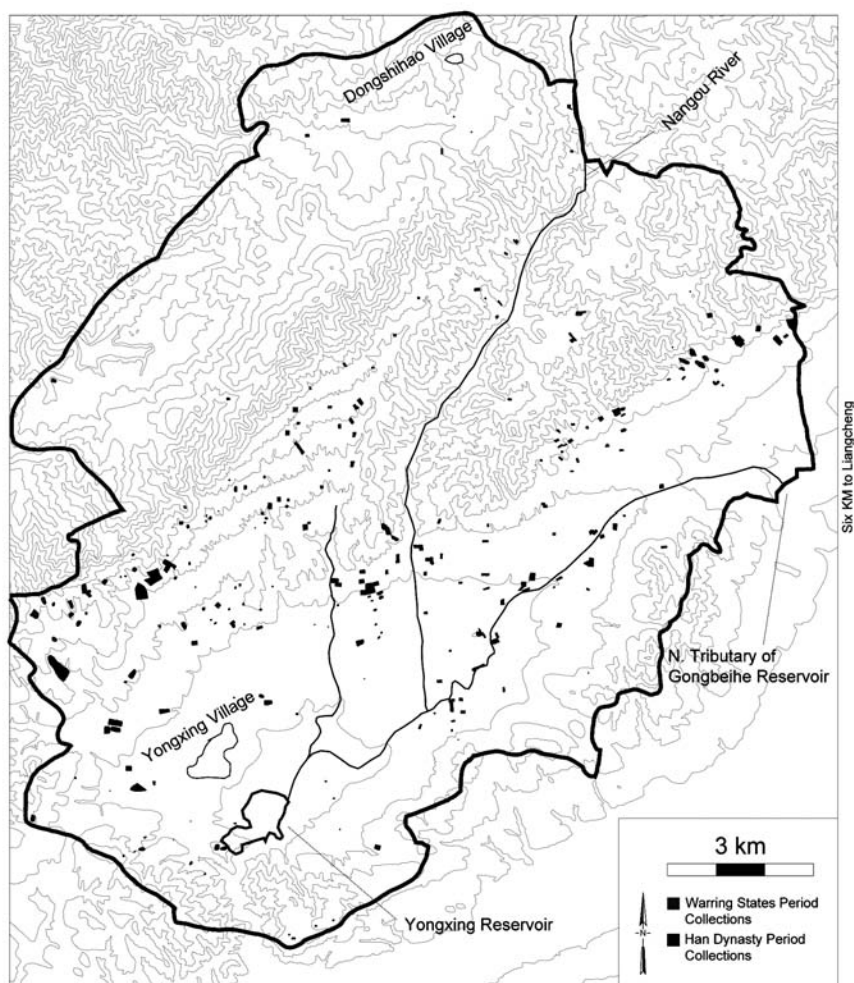 Dongshihao Village
Nangou River
Six KM to Liangcheng
N. Tributary of
Gongbeihe Reservoir
Yongxing Village
Yongxing Reservoir
3 km
Warring States Period
Collections
Han Dynasty Period
Collections
N